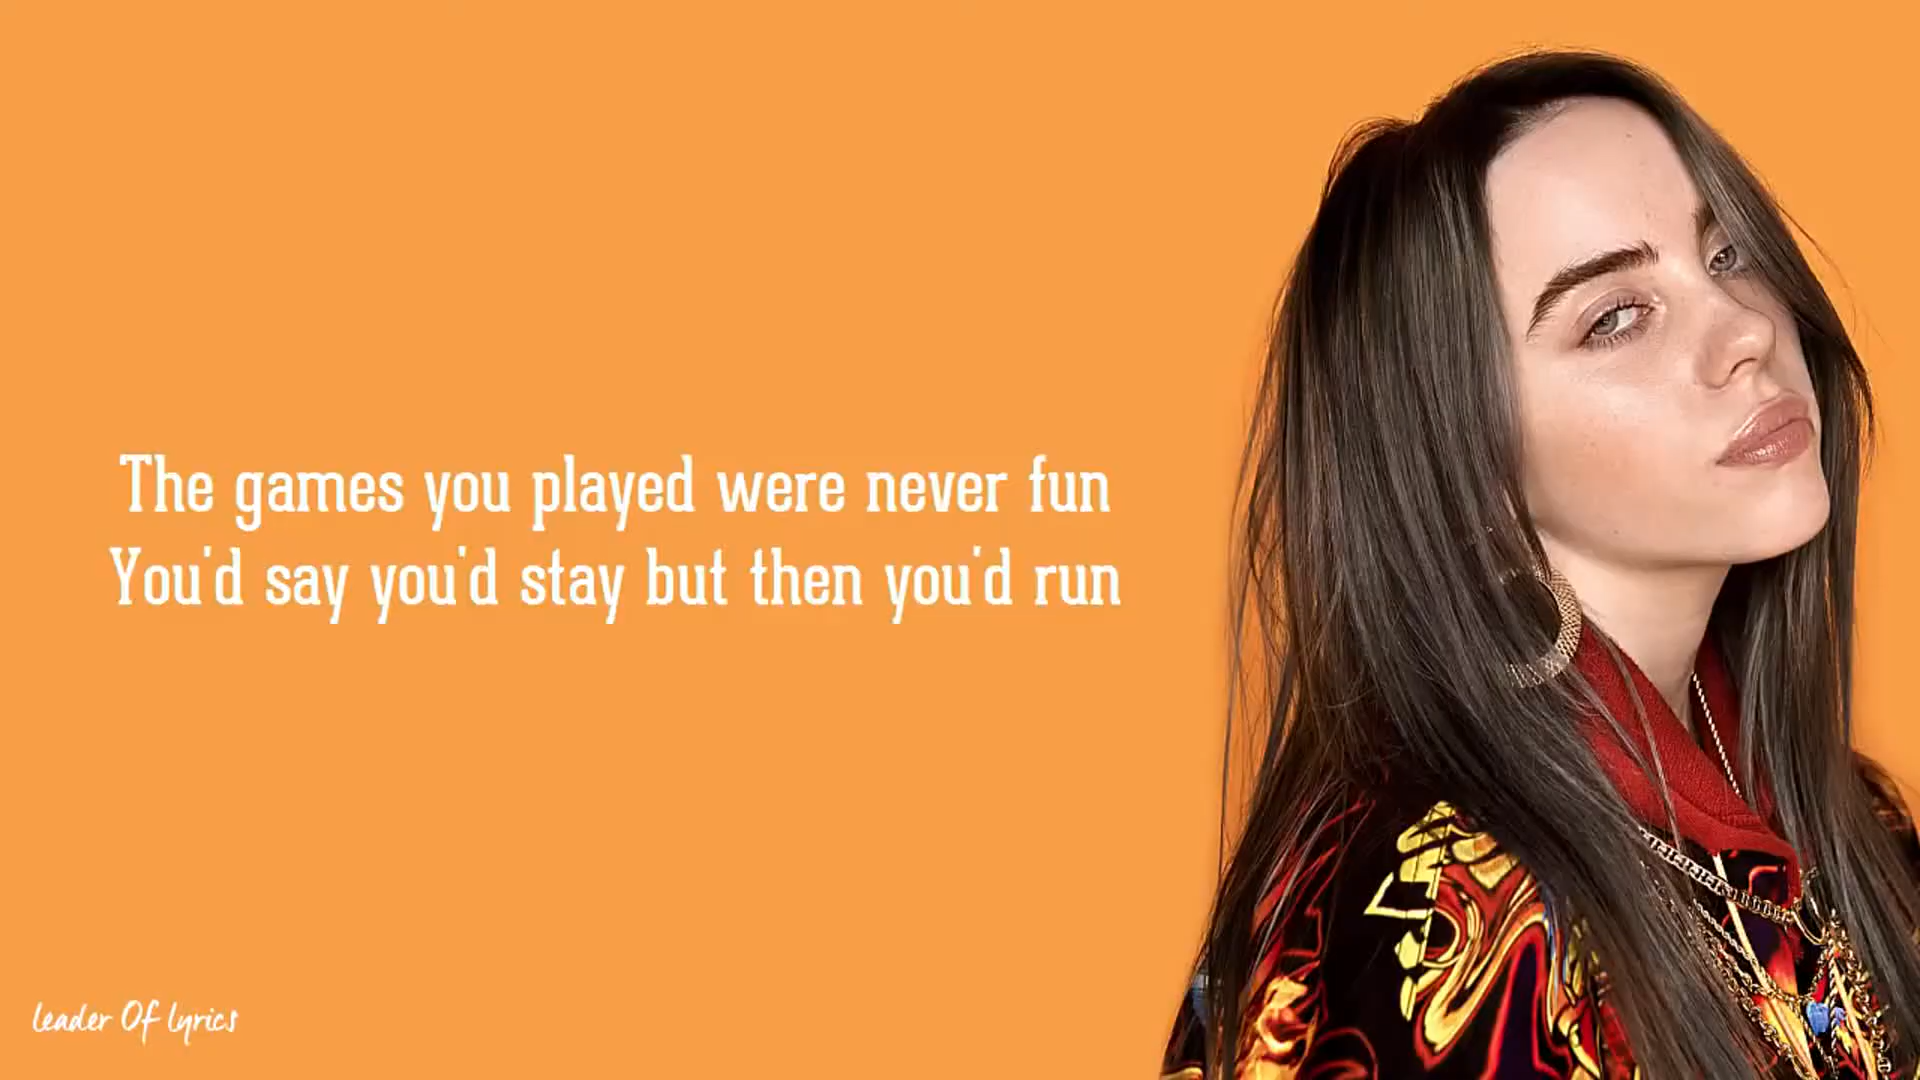 The games you played were never fun
You'd say you'd stay but then you'd run
Leader Of Lyrics